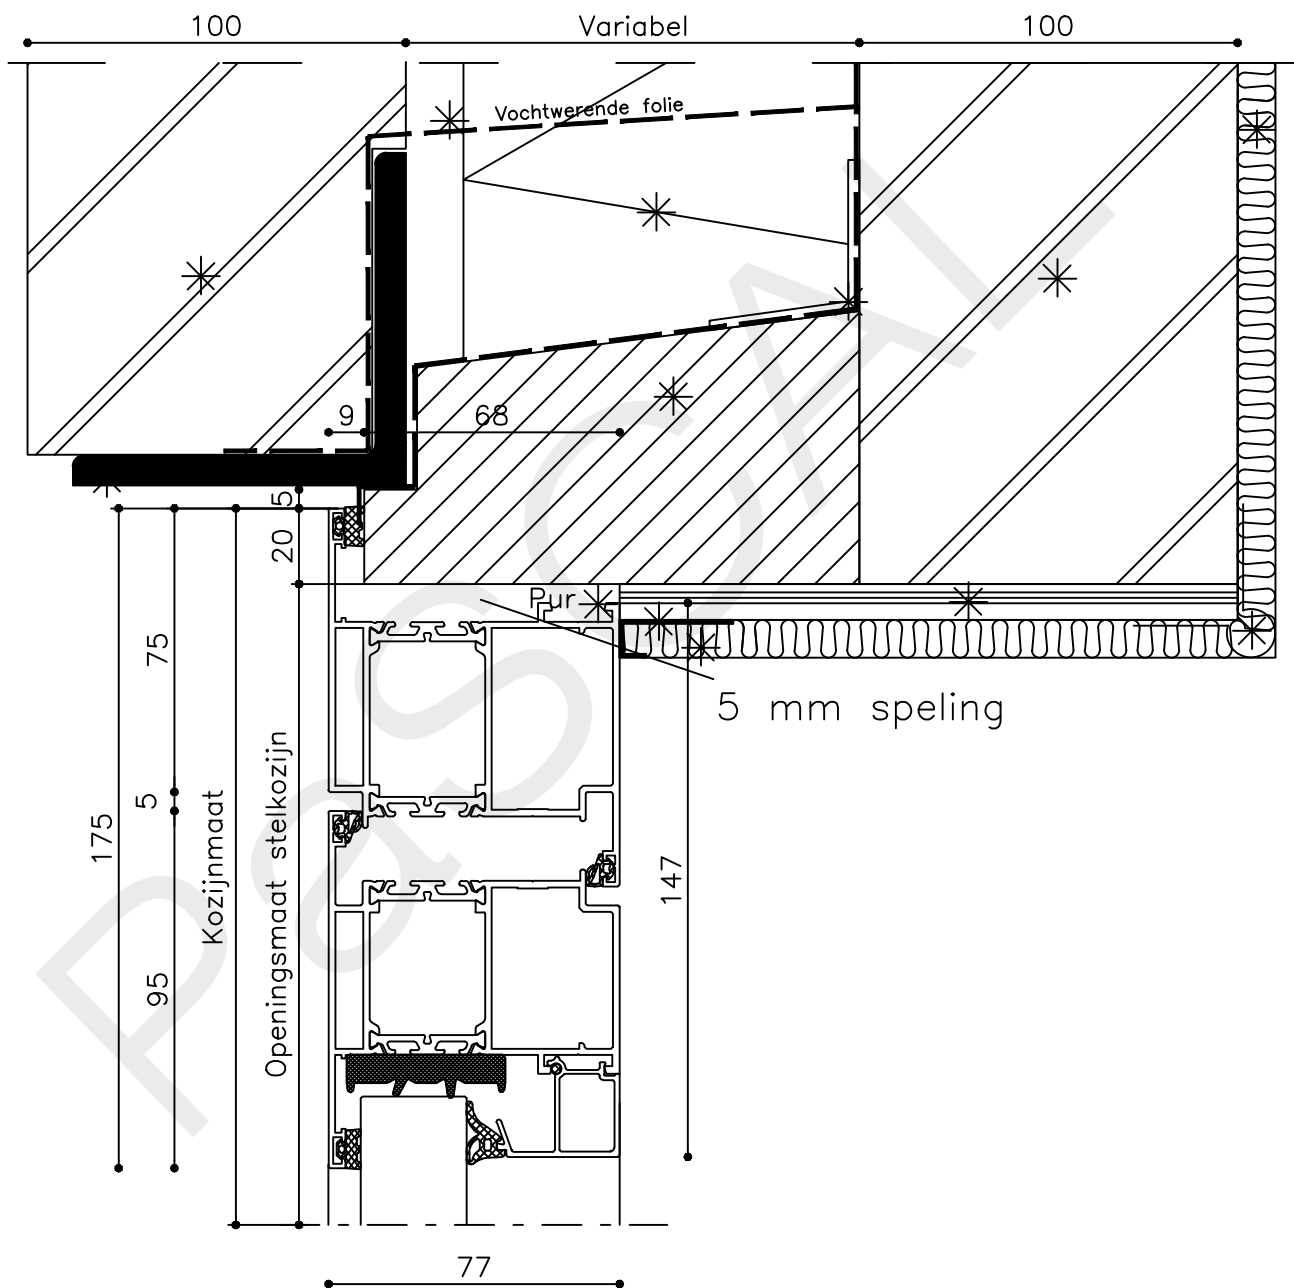 100
Variabel
100
Vochtwerende folie
9
68
5
20
Pur
75
5 mm speling
5
175
Kozijnmaat
Openingsmaat stelkozijn
147
95
77
PaSCAL